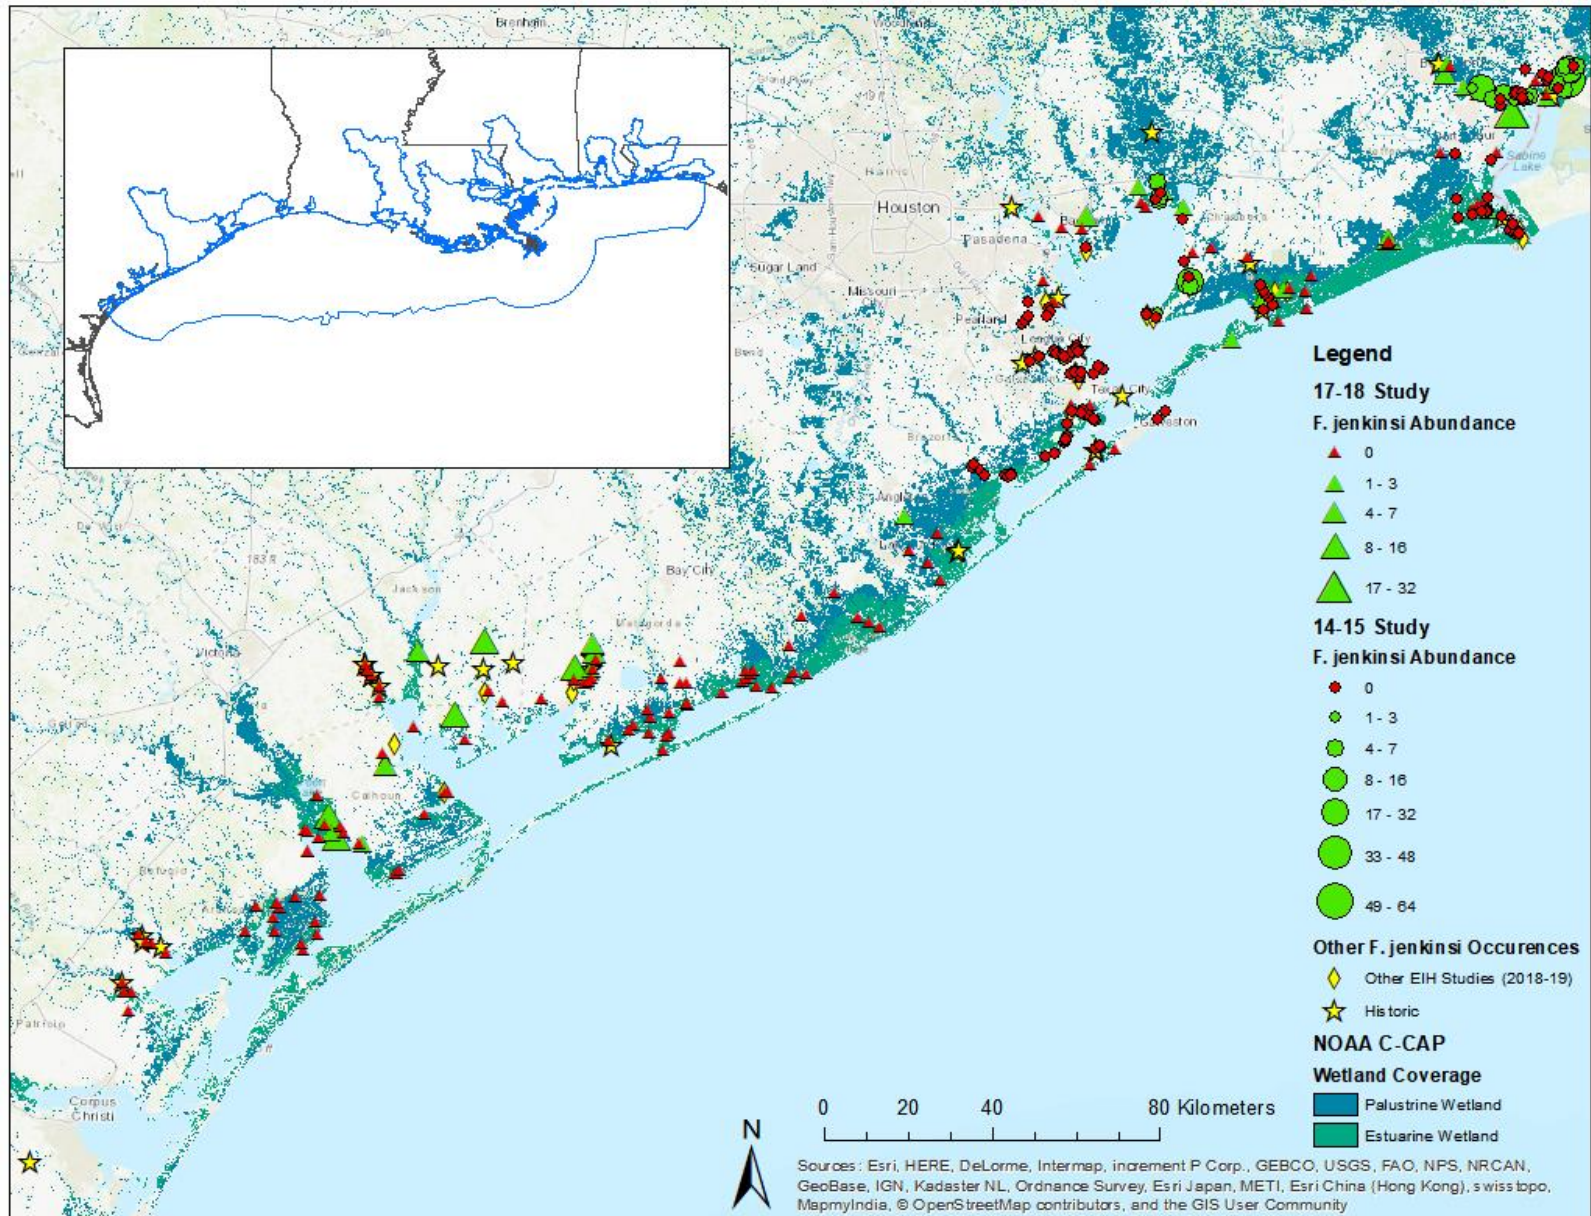 Brenham
Houston
Harris
Pasadena
Sugar Land
Missouri
City
Pearland
League City
Texas City
Galveston
Sabine
Lake
Bay City
Matagorda
Jackson
183 ft
Victoria
Calhoun
Refugio
Corpus
Christi
Legend
17-18 Study
F. jenkinsi Abundance
0
1 - 3
4 - 7
8 - 16
17 - 32
14-15 Study
F. jenkinsi Abundance
0
1 - 3
4 - 7
8 - 16
17 - 32
33 - 48
49 - 64
Other F. jenkinsi Occurences
Other EIH Studies (2018-19)
Historic
NOAA C-CAP
Wetland Coverage
Palustrine Wetland
Estuarine Wetland
0 20 40 80 Kilometers
N
Sources: Esri, HERE, DeLorme, Intermap, increment P Corp., GEBCO, USGS, FAO, NPS, NRCAN,
GeoBase, IGN, Kadaster NL, Ordnance Survey, Esri Japan, METI, Esri China (Hong Kong), swisstopo,
MapmyIndia, © OpenStreetMap contributors, and the GIS User Community